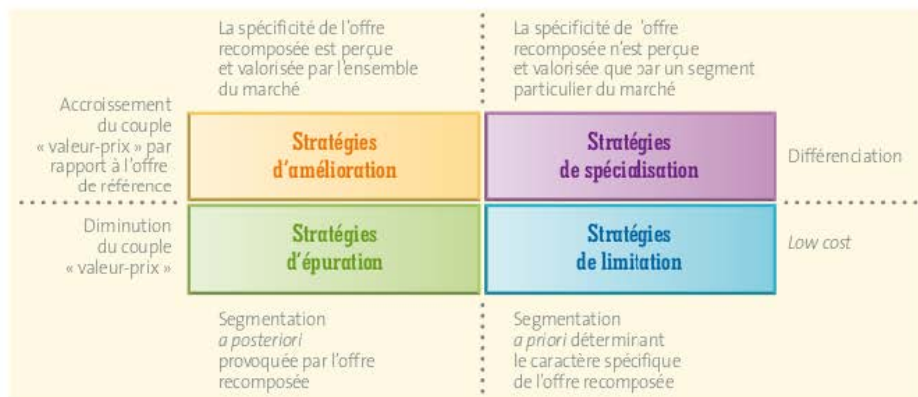 La spécificité de l'offre
recomposée est perçue
et valorisée par l'ensemble
du marché
La spécificité de 'offre
recomposée n'est perçue
et valorisée que par un segment
particulier du marché
Accroissement
du couple
« valeur-prix » par
rapport à l'offre
de référence
Stratégies
d'amélioration
Stratégies
de spécialisation
Différenciation
Diminution
du couple
« valeur-prix »
Stratégies
d'épuration
Stratégies
de limitation
Low cost
Segmentation
a posteriori
provoquée par l'offre
recomposée
Segmentation
a priori déterminant
le caractère spécifique
de l'offre recomposée